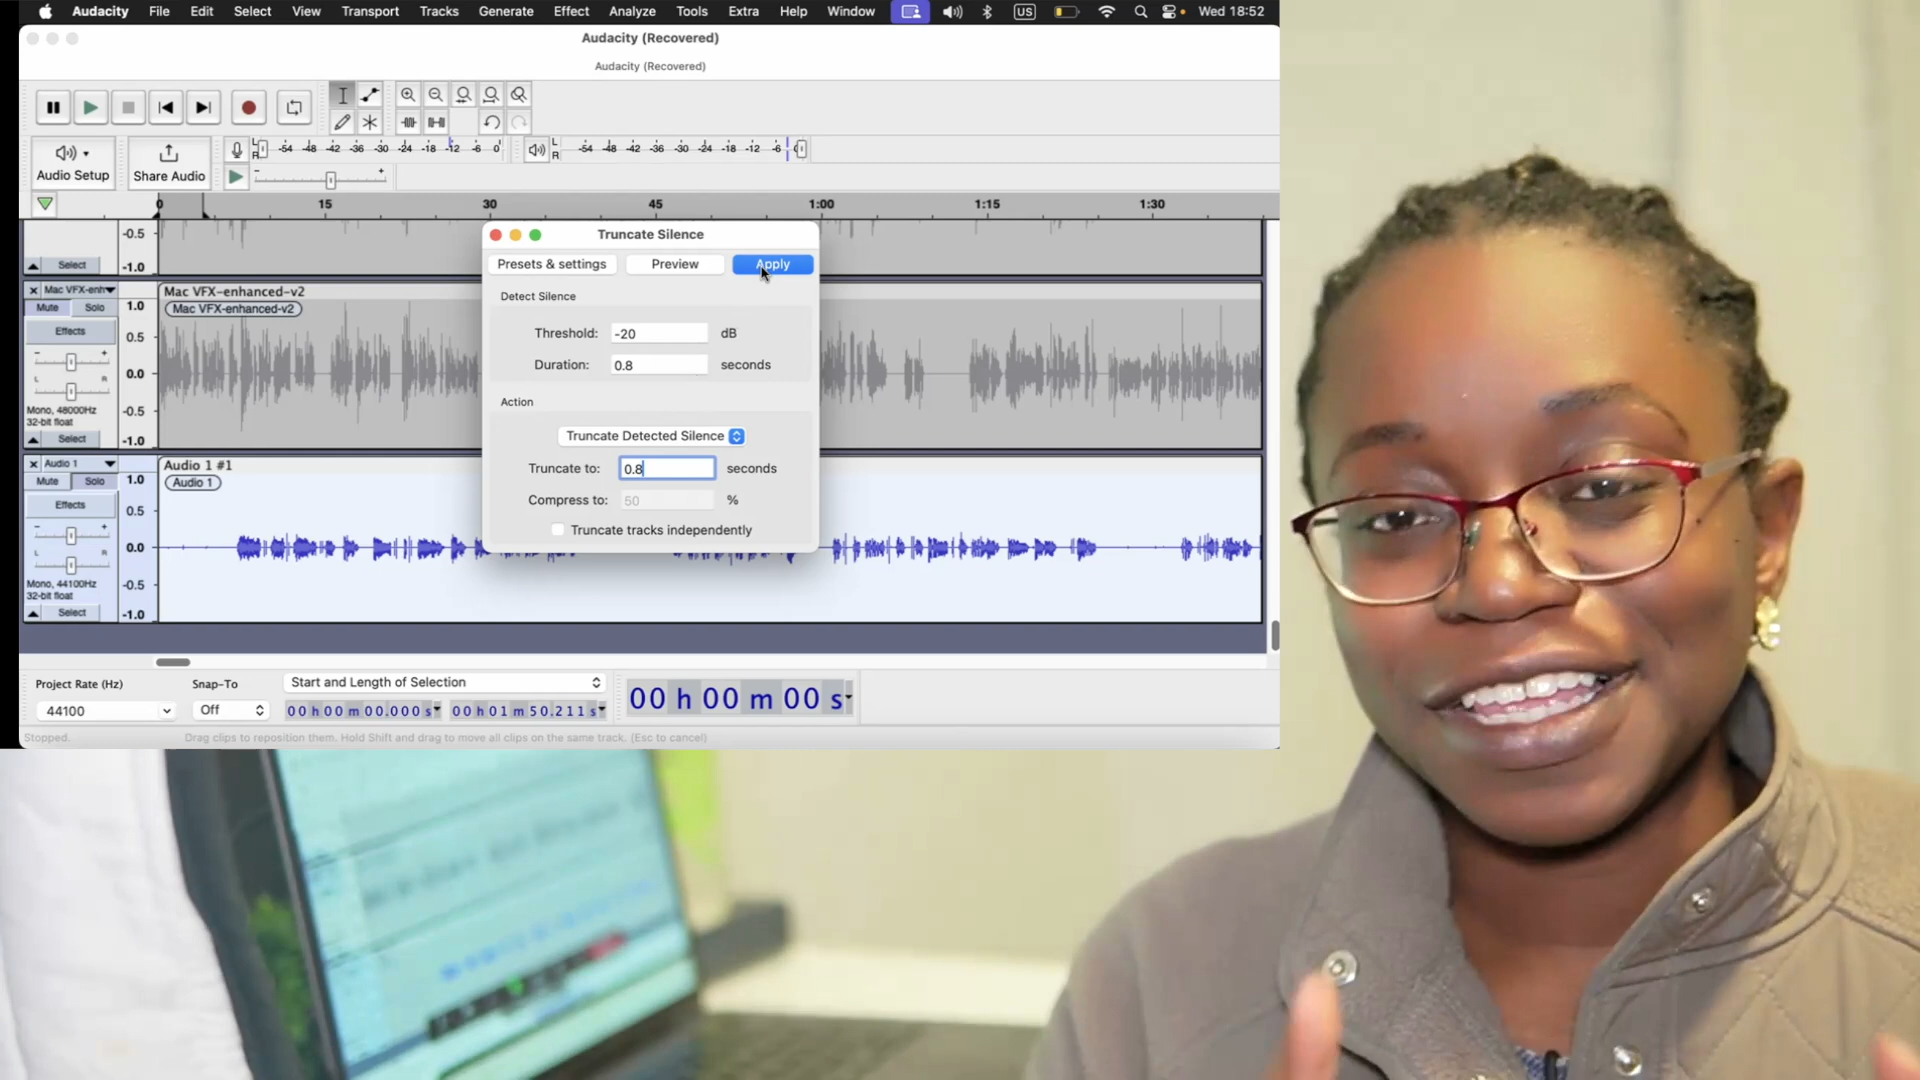 Audacity File Edit Select View Transport Tracks Generate Effect Analyze Tools Extra Help Window US Wed 18:52
Audacity (Recovered)
Audacity (Recovered)
L
R
-54 -48 -42 -36 -30 -24 -18 -12 -6 0
L
R
-54 -48 -42 -36 -30 -24 -18 -12 -6
Audio Setup
Share Audio
- +
0 15 30 45 1:00 1:15 1:30
-0.5
Select
-1.0
Truncate Silence
Presets & settings
Preview
Apply
Detect Silence
Threshold: -20 dB
Duration: 0.8 seconds
Action
Truncate Detected Silence
Truncate to: 0.8 seconds
Compress to: 50 %
Truncate tracks independently
Mac VFX-enh
Mac VFX-enhanced-v2
Mute Solo
Mac VFX-enhanced-v2
Effects
- +
L R
Mono, 48000Hz
32-bit float
Select
1.0
0.5
0.0
-0.5
-1.0
Audio 1
Audio 1 #1
Mute Solo
Audio 1
Effects
- +
L R
Mono, 44100Hz
32-bit float
Select
1.0
0.5
0.0
-0.5
-1.0
Project Rate (Hz)
44100
Snap-To
Off
Start and Length of Selection
00 h 00 m 00.000 s
00 h 01 m 50.211 s
00 h 00 m 00 s
Stopped.
Drag clips to reposition them. Hold Shift and drag to move all clips on the same track. (Esc to cancel)